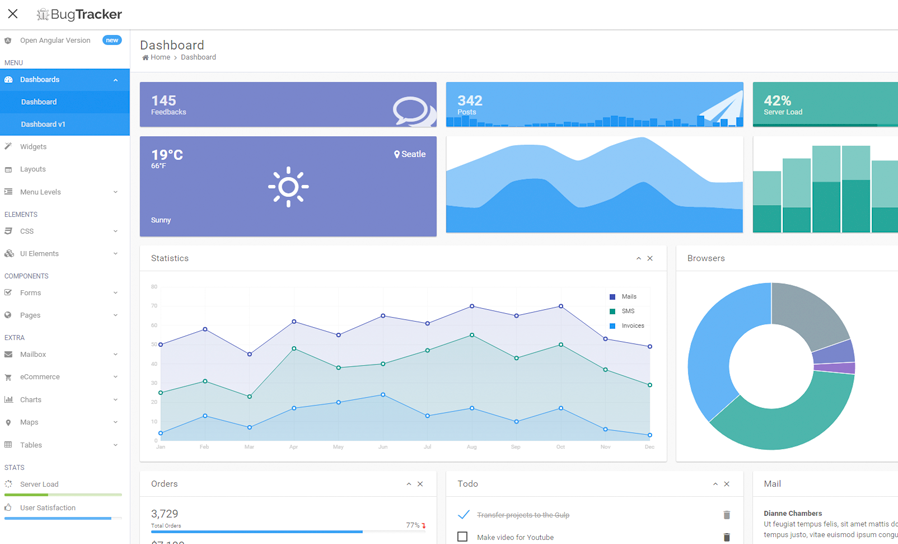 BugTracker
Open Angular Version new
MENU
Dashboards
Dashboard
Dashboard v1
Widgets
Layouts
Menu Levels
ELEMENTS
CSS
UI Elements
COMPONENTS
Forms
Pages
EXTRA
Mailbox
eCommerce
Charts
Maps
Tables
STATS
Server Load
User Satisfaction
Dashboard
Home > Dashboard
145
Feedbacks
342
Posts
42%
Server Load
19°C
66°F
Seatle
Sunny
Statistics
Mails
SMS
Invoices
80
70
60
50
40
30
20
10
0
Jan Feb Mar Apr May Jun Jul Aug Sep Oct Nov Dec
Browsers
Orders
3,729
Total Orders
77%
Todo
Transfer projects to the Gulp
Make video for Youtube
Mail
Dianne Chambers
Ut feugiat tempus felis, sit amet mattis
tempus justo, vitae euismod ipsum